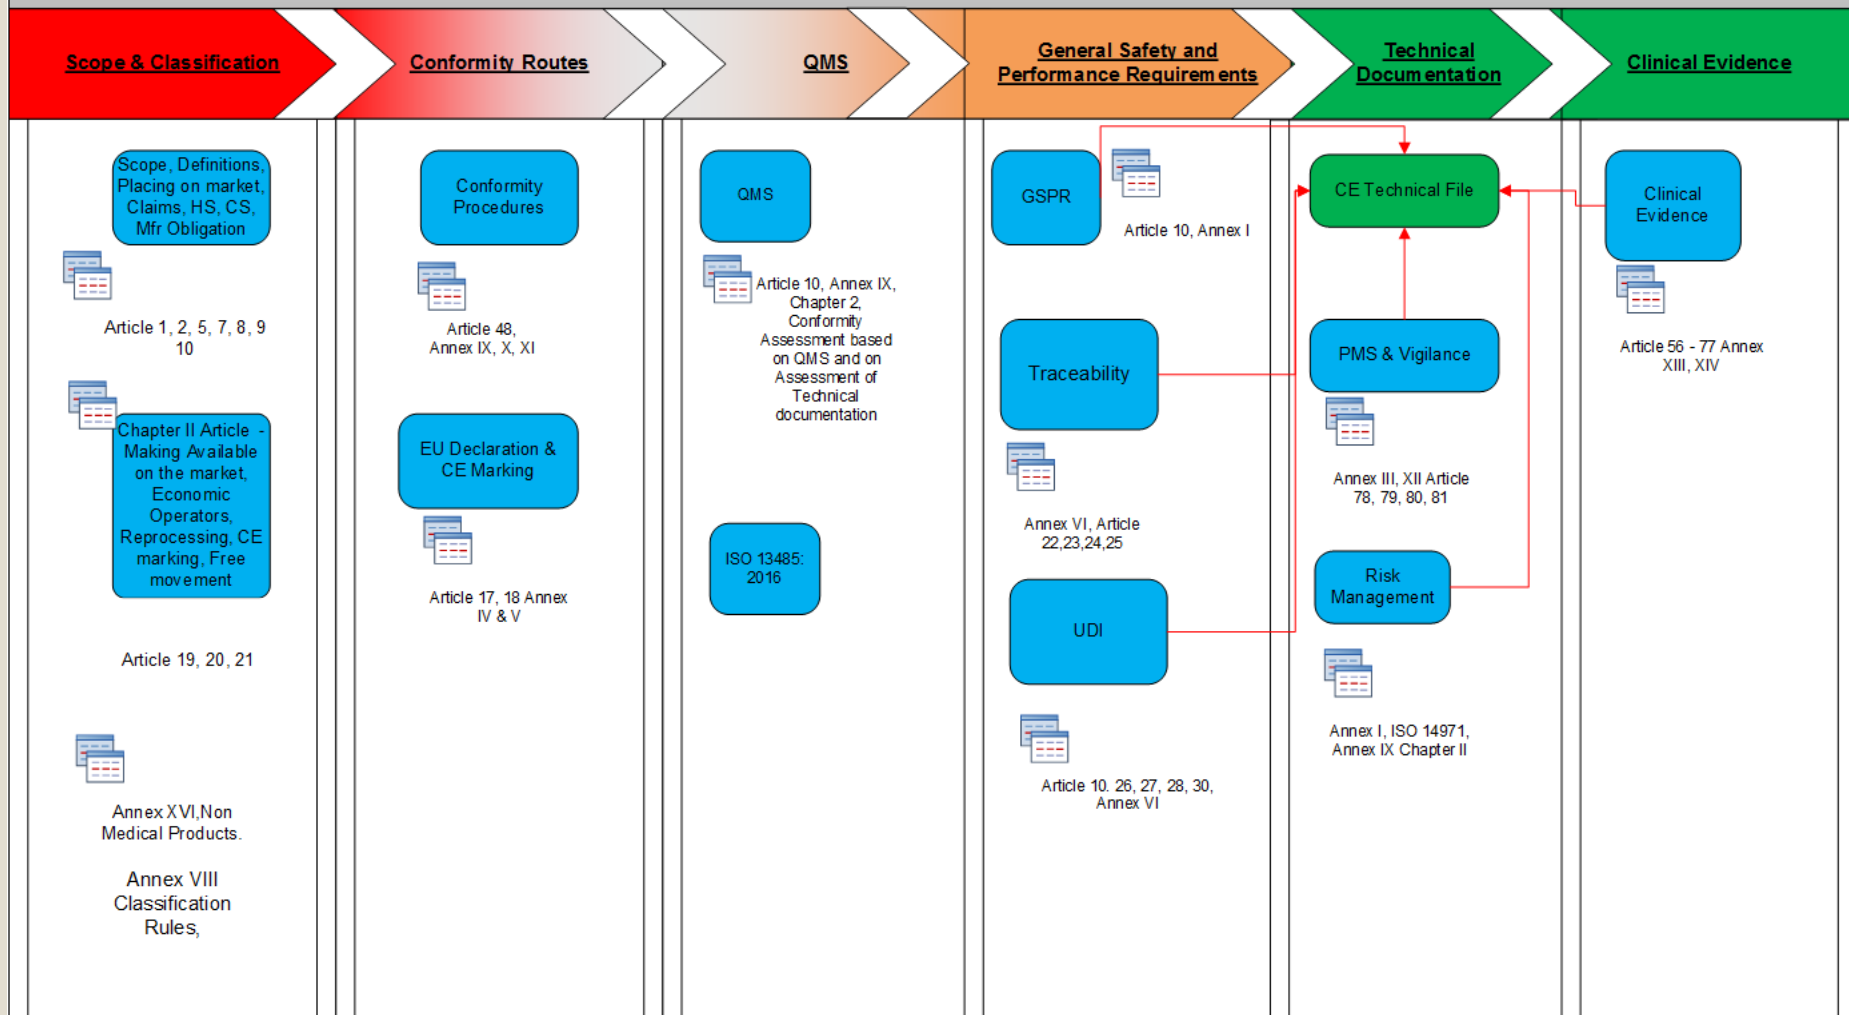 Scope & Classification
Conformity Routes
QMS
General Safety and
Performance Requirements
Technical
Documentation
Clinical Evidence
Scope, Definitions,
Placing on market,
Claims, HS, CS,
Mfr Obligation
Article 1, 2, 5, 7, 8, 9
10
Chapter II Article -
Making Available
on the market,
Economic
Operators,
Reprocessing, CE
marking, Free
movement
Article 19, 20, 21
Annex XVI,Non
Medical Products.
Annex VIII
Classification
Rules,
Conformity
Procedures
Article 48,
Annex IX, X, XI
EU Declaration &
CE Marking
Article 17, 18 Annex
IV & V
QMS
Article 10, Annex IX,
Chapter 2,
Conformity
Assessment based
on QMS and on
Assessment of
Technical
documentation
ISO 13485:
2016
GSPR
Article 10, Annex I
Traceability
Annex VI, Article
22,23,24,25
UDI
Article 10. 26, 27, 28, 30,
Annex VI
CE Technical File
PMS & Vigilance
Annex III, XII Article
78, 79, 80, 81
Risk
Management
Annex I, ISO 14971,
Annex IX Chapter II
Clinical
Evidence
Article 56 - 77 Annex
XIII, XIV